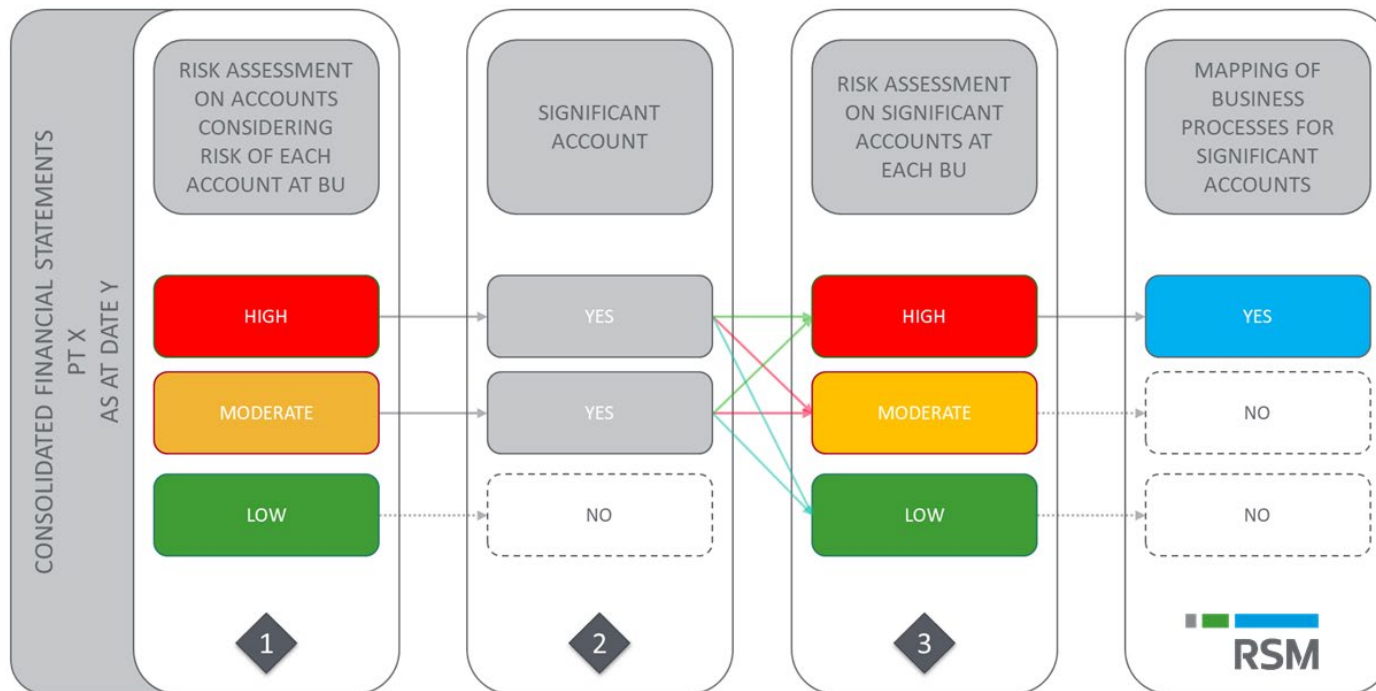 CONSOLIDATED FINANCIAL STATEMENTS
PT X
AS AT DATE Y
RISK ASSESSMENT
ON ACCOUNTS
CONSIDERING
RISK OF EACH
ACCOUNT AT BU
HIGH
MODERATE
LOW
1
SIGNIFICANT
ACCOUNT
YES
YES
NO
2
RISK ASSESSMENT
ON SIGNIFICANT
ACCOUNTS AT
EACH BU
HIGH
MODERATE
LOW
3
MAPPING OF
BUSINESS
PROCESSES FOR
SIGNIFICANT
ACCOUNTS
YES
NO
NO
RSM